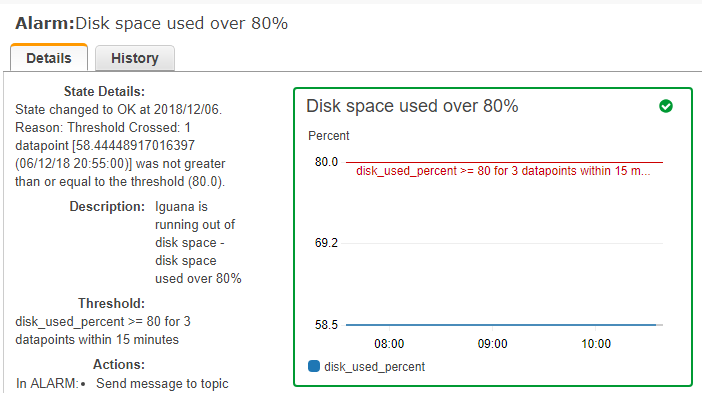 Alarm:Disk space used over 80%
Details
History
State Details:
State changed to OK at 2018/12/06.
Reason: Threshold Crossed: 1
datapoint [58.44448917016397
(06/12/18 20:55:00)] was not greater
than or equal to the threshold (80.0).
Description: Iguana is
running out of
disk space -
disk space
used over 80%
Threshold:
disk_used_percent >= 80 for 3
datapoints within 15 minutes
Actions:
In ALARM: • Send message to topic
Disk space used over 80%
Percent
80.0
disk_used_percent >= 80 for 3 datapoints within 15 m...
69.2
58.5
08:00 09:00 10:00
disk_used_percent